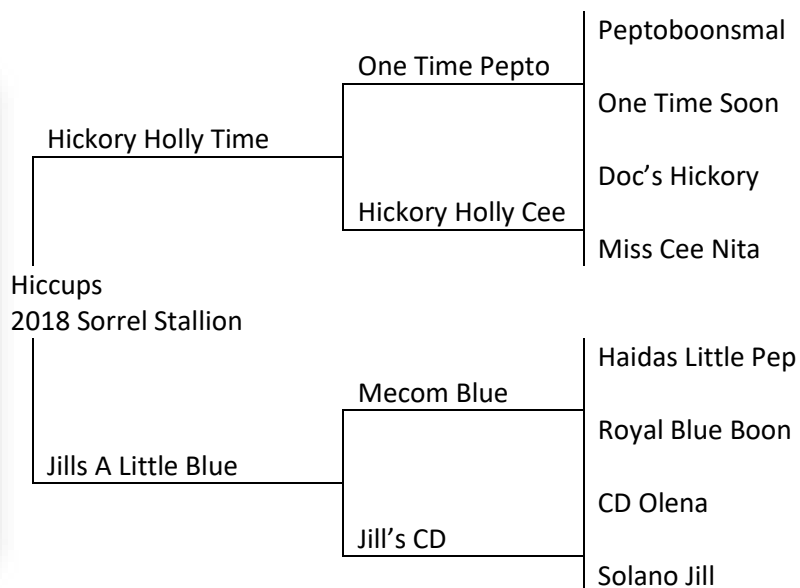 Peptoboonsmal
One Time Pepto
One Time Soon
Hickory Holly Time
Doc’s Hickory
Hickory Holly Cee
Miss Cee Nita
Hiccups
2018 Sorrel Stallion
Haidas Little Pep
Mecom Blue
Royal Blue Boon
Jills A Little Blue
CD Olena
Jill’s CD
Solano Jill